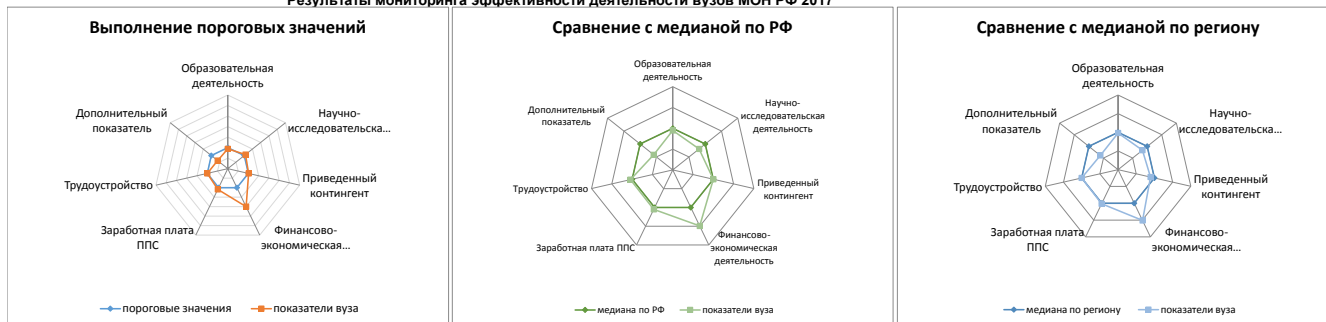 Результаты мониторинга эффективности деятельности вузов МОН РФ 2017
Выполнение пороговых значений
Образовательная
деятельность
Научно-
исследовательска...
Приведенный
контингент
Финансово-
экономическая...
Заработная плата
ППС
Трудоустройство
Дополнительный
показатель
пороговые значения
показатели вуза
Сравнение с медианой по РФ
Образовательная
деятельность
Научно-
исследовательская
деятельность
Приведенный
контингент
Финансово-
экономическая
деятельность
Заработная плата ППС
Трудоустройство
Дополнительный
показатель
медиана по РФ
показатели вуза
Сравнение с медианой по региону
Образовательная
деятельность
Научно-
исследовательска...
Приведенный
контингент
Финансово-
экономическая...
Заработная плата
ППС
Трудоустройство
Дополнительный
показатель
медиана по региону
показатели вуза